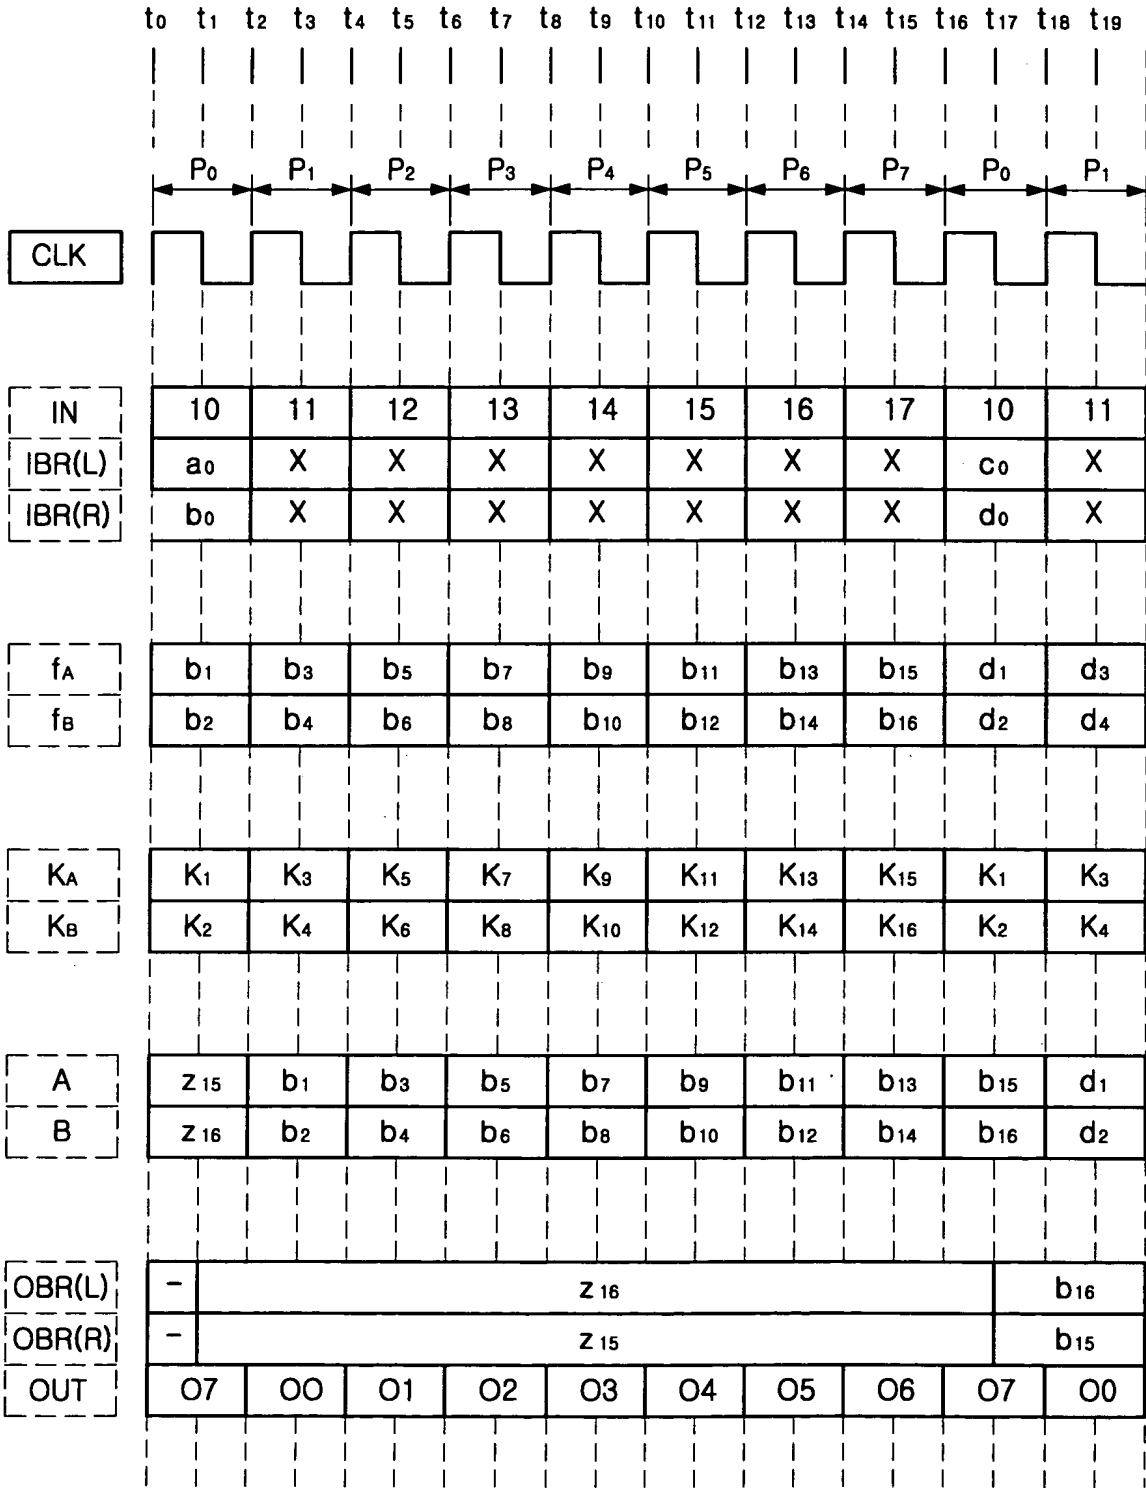 t0 t1 t2 t3 t4 t5 t6 t7 t8 t9 t10 t11 t12 t13 t14 t15 t16 t17 t18 t19
P0 P1 P2 P3 P4 P5 P6 P7 P0 P1
CLK
IN 10 11 12 13 14 15 16 17 10 11
IBR(L) a0 X X X X X X X c0 X
IBR(R) b0 X X X X X X X d0 X
fA b1 b3 b5 b7 b9 b11 b13 b15 d1 d3
fB b2 b4 b6 b8 b10 b12 b14 b16 d2 d4
KA K1 K3 K5 K7 K9 K11 K13 K15 K1 K3
KB K2 K4 K6 K8 K10 K12 K14 K16 K2 K4
A z15 b1 b3 b5 b7 b9 b11 b13 b15 d1
B z16 b2 b4 b6 b8 b10 b12 b14 b16 d2
OBR(L) – z16 b16
OBR(R) – z15 b15
OUT O7 O0 O1 O2 O3 O4 O5 O6 O7 O0